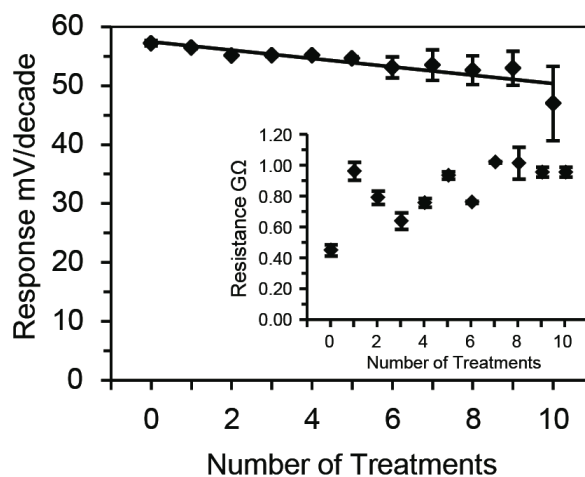 60
50
40
30
20
57
10
0
Response mV/decade
0 2 4 6 8 10
Number of Treatments
1.20
1.00
0.80
0.60
0.40
0.20
0.00
Resistance GΩ
0 2 4 6 8 10
Number of Treatments